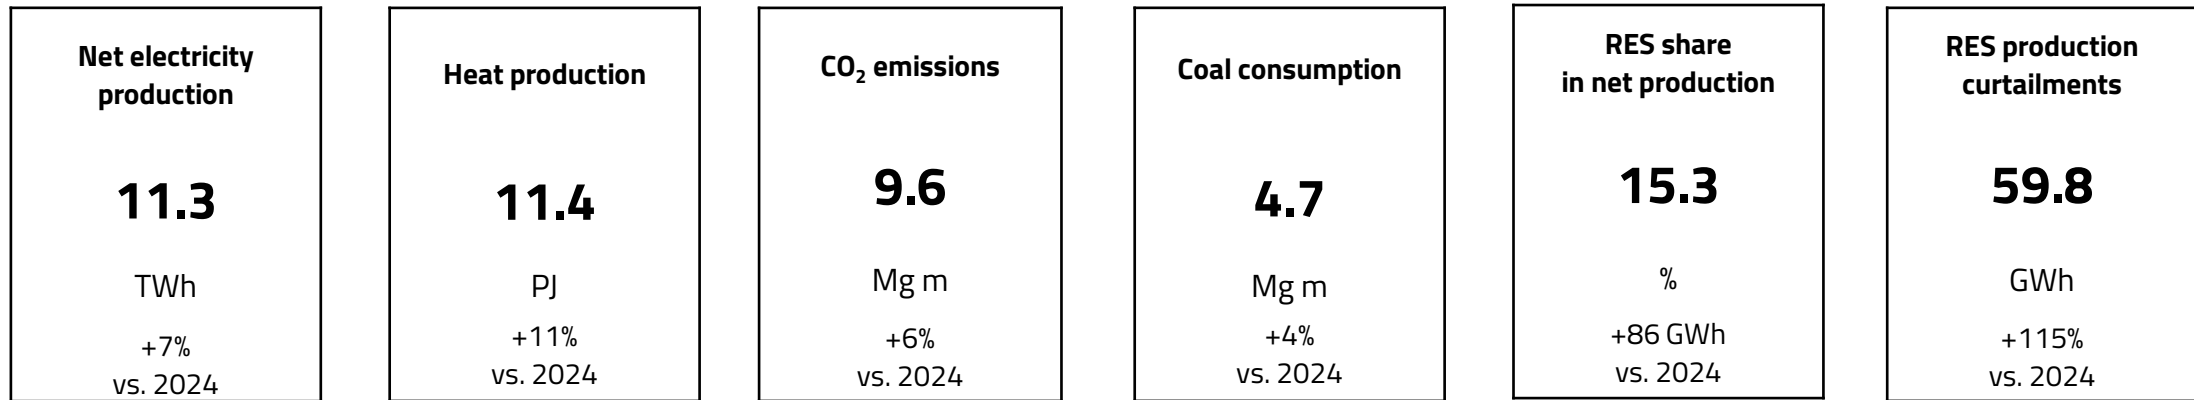 Net electricity
production
11.3
TWh
+7%
vs. 2024
Heat production
11.4
PJ
+11%
vs. 2024
CO₂ emissions
9.6
Mg m
+6%
vs. 2024
Coal consumption
4.7
Mg m
+4%
vs. 2024
RES share
in net production
15.3
%
+86 GWh
vs. 2024
RES production
curtailments
59.8
GWh
+115%
vs. 2024